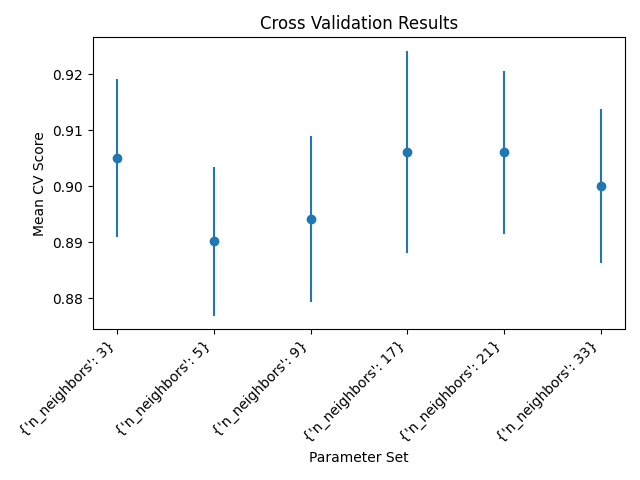 Cross Validation Results
Mean CV Score
0.92
0.91
0.90
0.89
0.88
{'n_neighbors': 3}
{'n_neighbors': 5}
{'n_neighbors': 9}
{'n_neighbors': 17}
{'n_neighbors': 21}
{'n_neighbors': 33}
Parameter Set